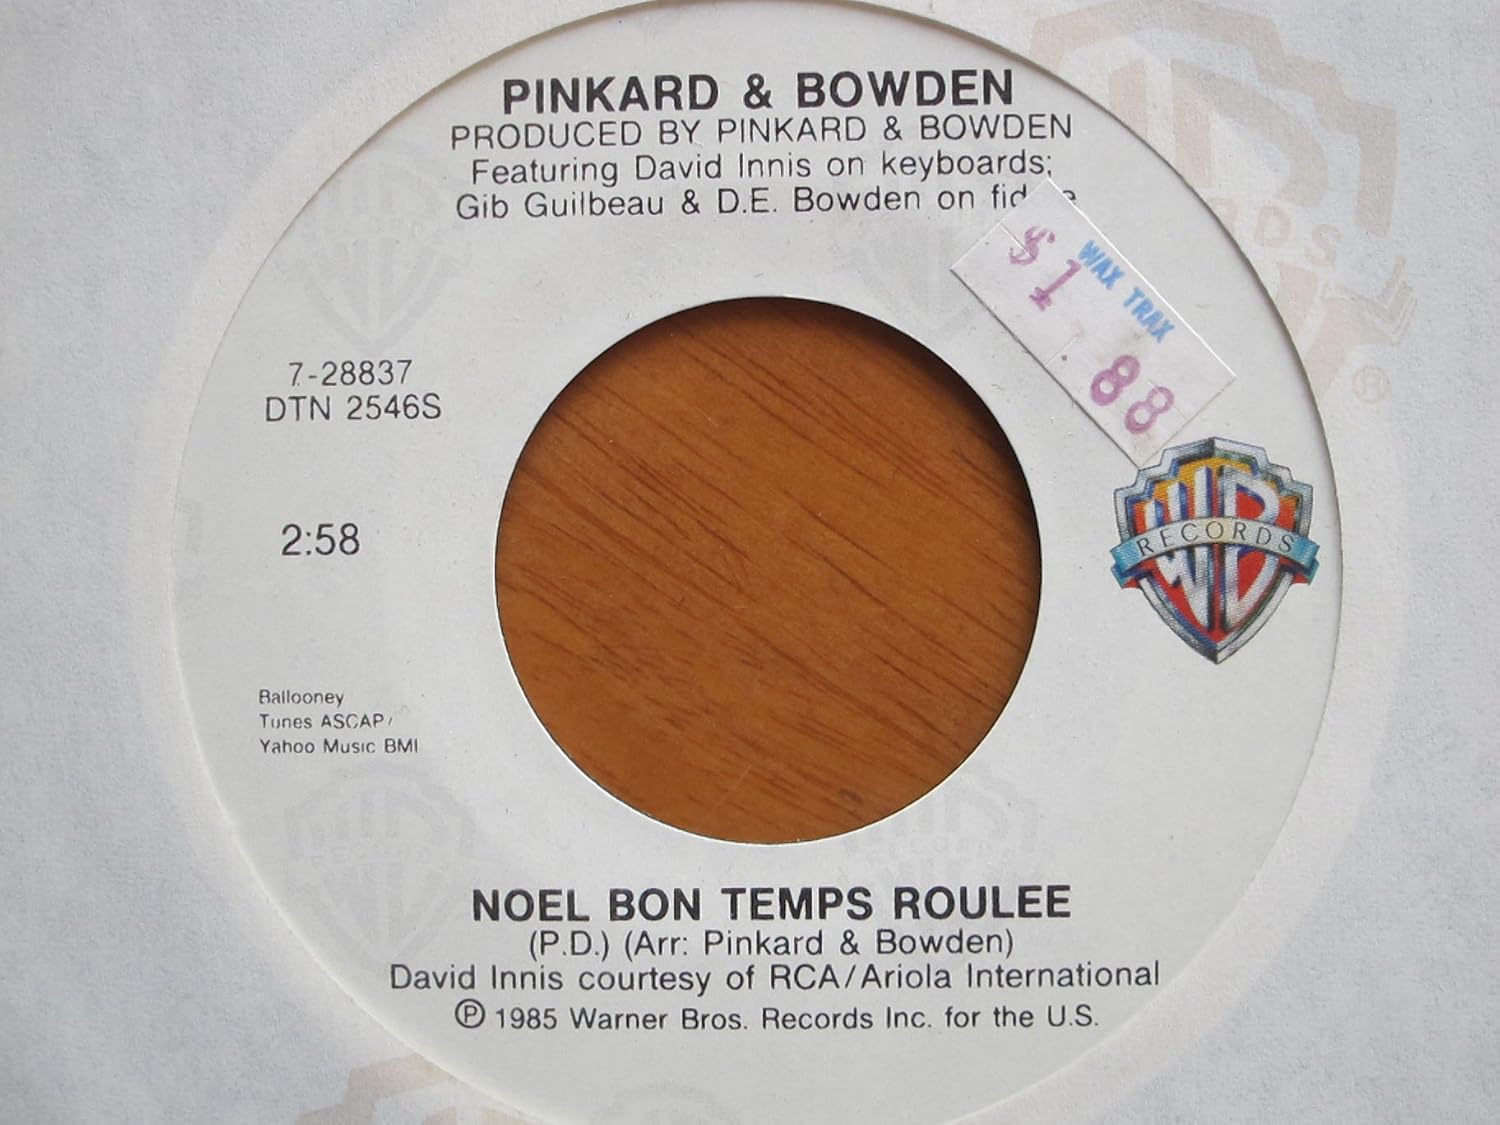 PINKARD & BOWDEN
PRODUCED BY PINKARD & BOWDEN
Featuring David Innis on keyboards;
Gib Guilbeau & D.E. Bowden on
$1.88
WAX TRAX
7-28837
DTN 2546S
2:58
WB
RECORDS
®
Ballooney
Tunes ASCAP/
Yahoo Music BMI
NOEL BON TEMPS ROULEE
(P.D.) (Arr: Pinkard & Bowden)
David Innis courtesy of RCA/Ariola International
℗ 1985 Warner Bros. Records Inc. for the U.S.